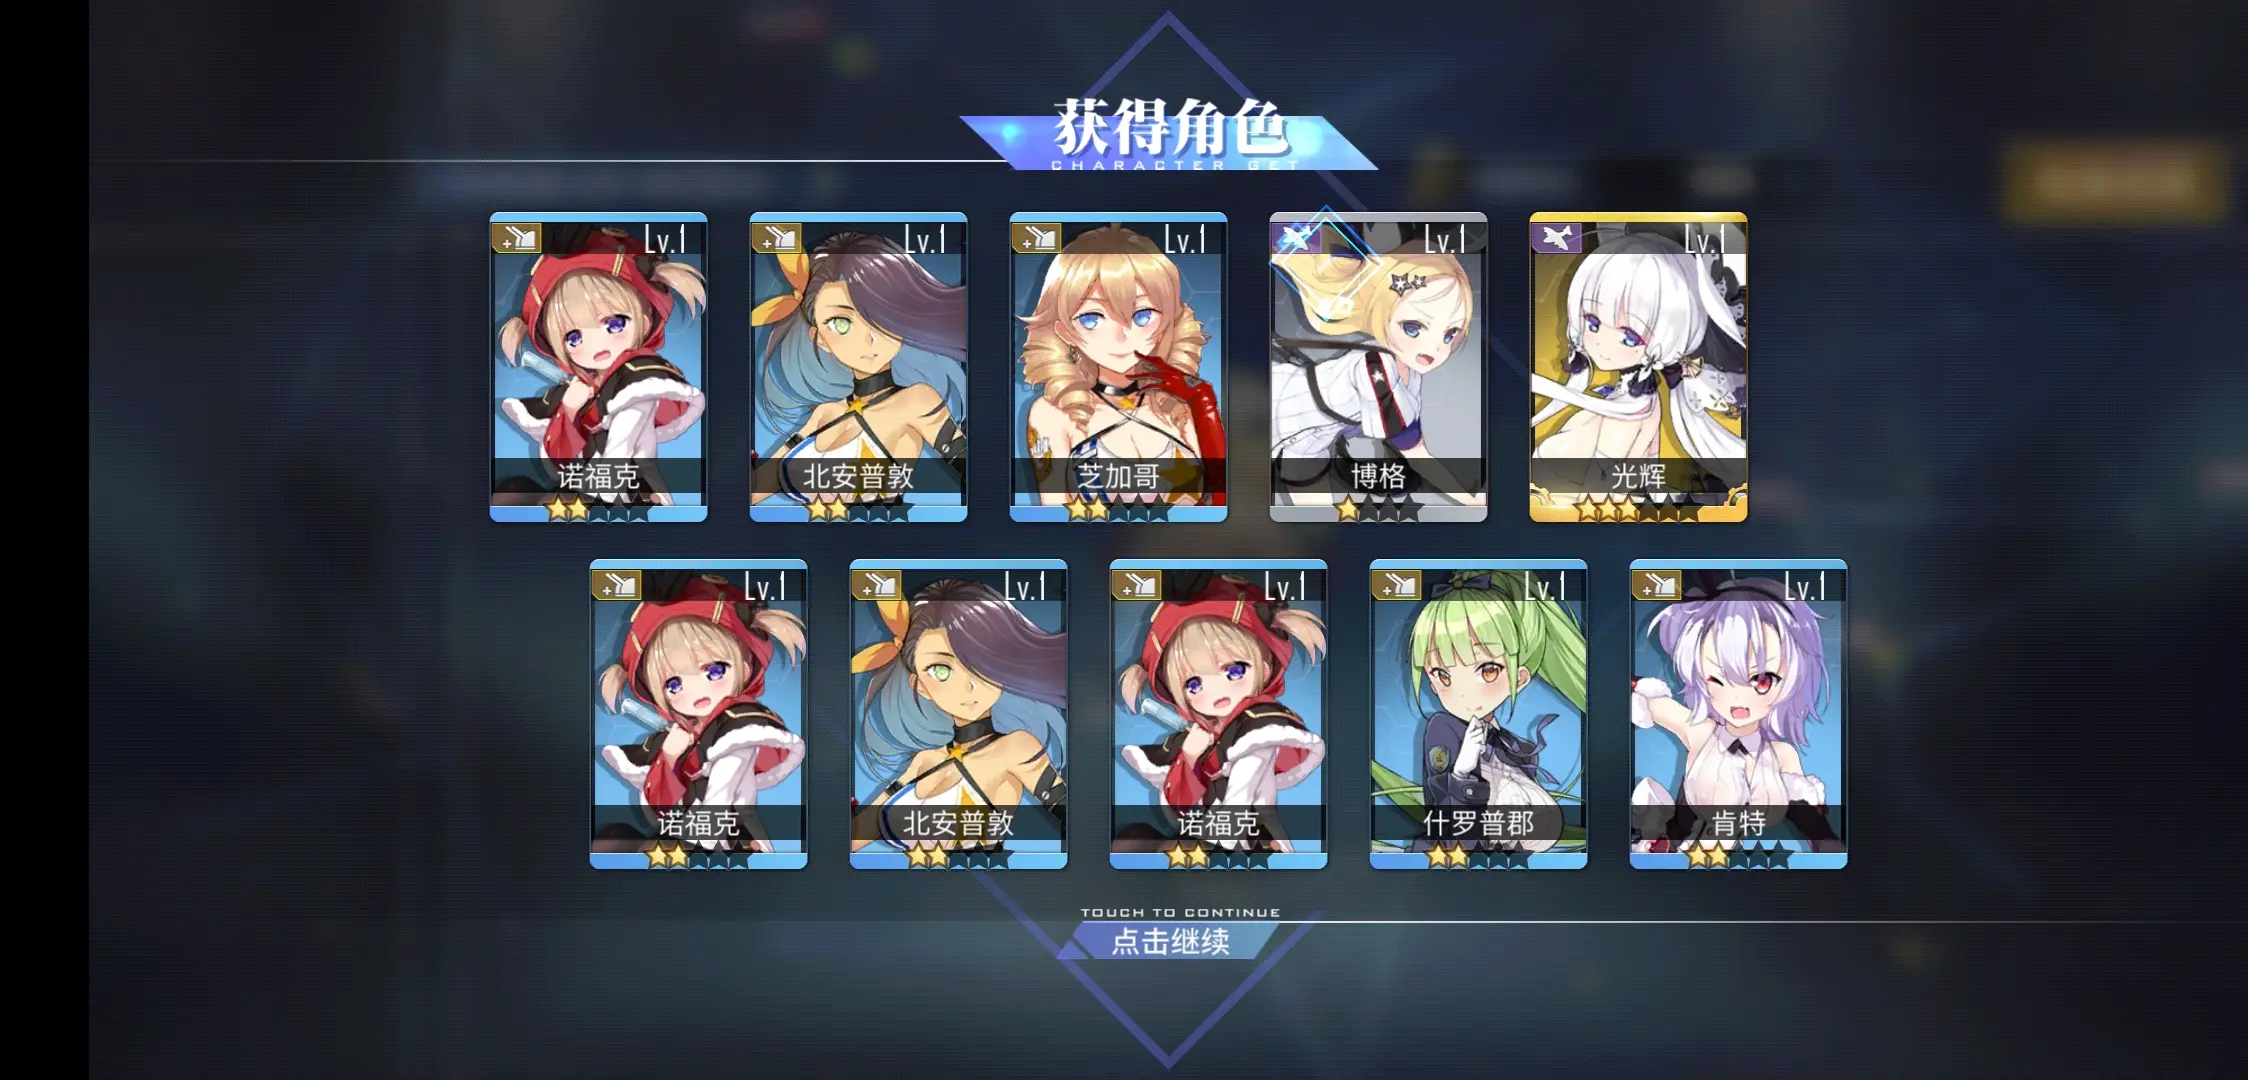 获得角色
CHARACTER GET
Lv.1
Lv.1
Lv.1
Lv.1
Lv.1
诺福克
北安普敦
芝加哥
博格
光辉
Lv.1
Lv.1
Lv.1
Lv.1
Lv.1
诺福克
北安普敦
诺福克
什罗普郡
肯特
TOUCH TO CONTINUE
点击继续